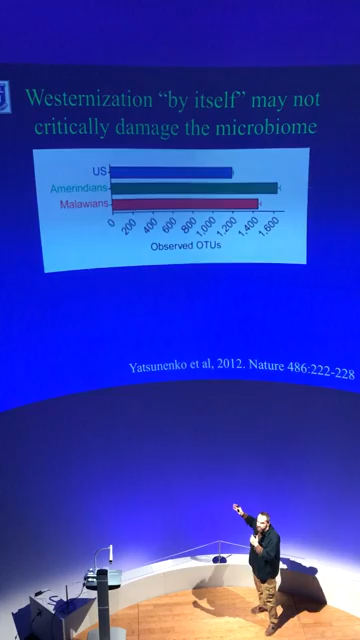 Westernization “by itself” may not
critically damage the microbiome
US
Amerindians
Malawians
0 200 400 600 800 1,000 1,200 1,400 1,600
Observed OTUs
Yatsunenko et al, 2012. Nature 486:222-228